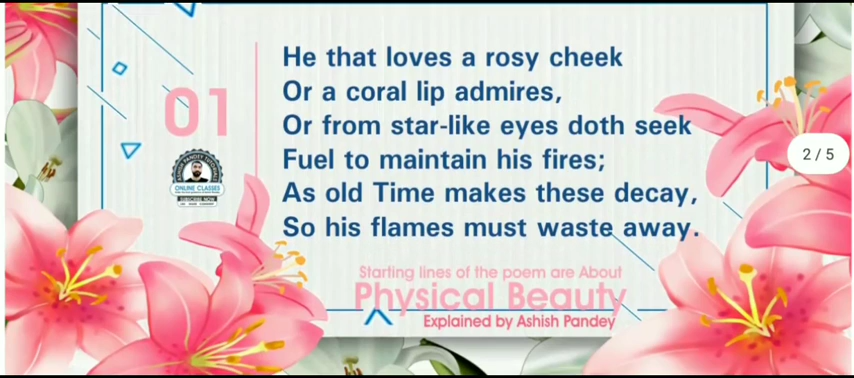 01
He that loves a rosy cheek
Or a coral lip admires,
Or from star-like eyes doth seek
Fuel to maintain his fires;
As old Time makes these decay,
So his flames must waste away.
2 / 5
ONLINE CLASSES
SUBSCRIBE NOW
Starting lines of the poem are About
Physical Beauty
Explained by Ashish Pandey